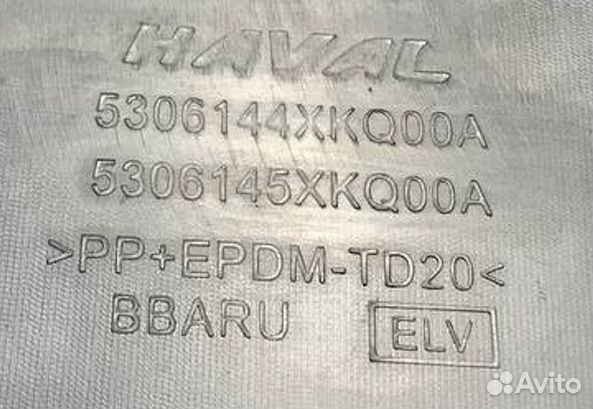 HAVAL
5306144XKQ00A
5306145XKQ00A
>PP+EPDM-TD20<
BBARU ELV
Avito